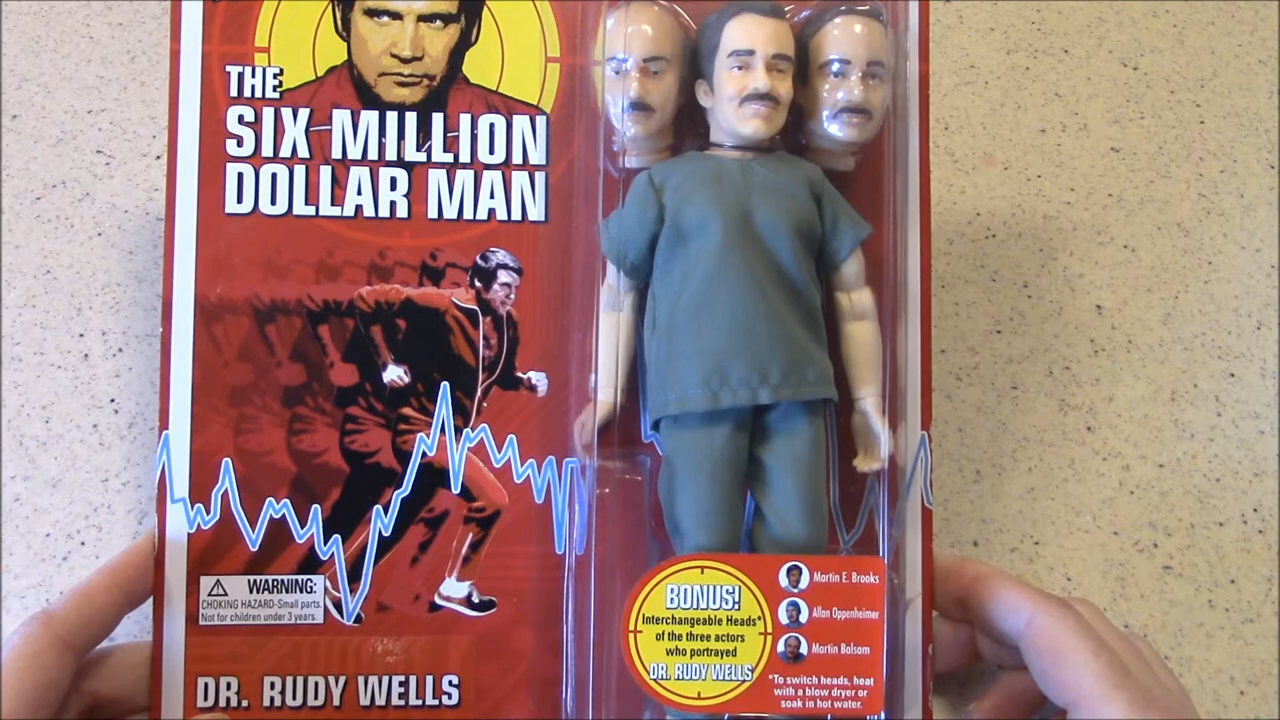 THE
SIX MILLION
DOLLAR MAN
WARNING:
CHOKING HAZARD-Small parts.
Not for children under 3 years.
DR. RUDY WELLS
BONUS!
Interchangeable Heads*
of the three actors
who portrayed
DR. RUDY WELLS
Martin E. Brooks
Allan Oppenheimer
Martin Balsam
*To switch heads, heat
with a blow dryer or
soak in hot water.